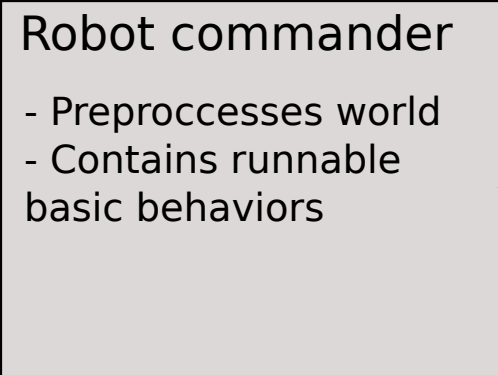 Robot commander
- Preproccesses world
- Contains runnable
basic behaviors